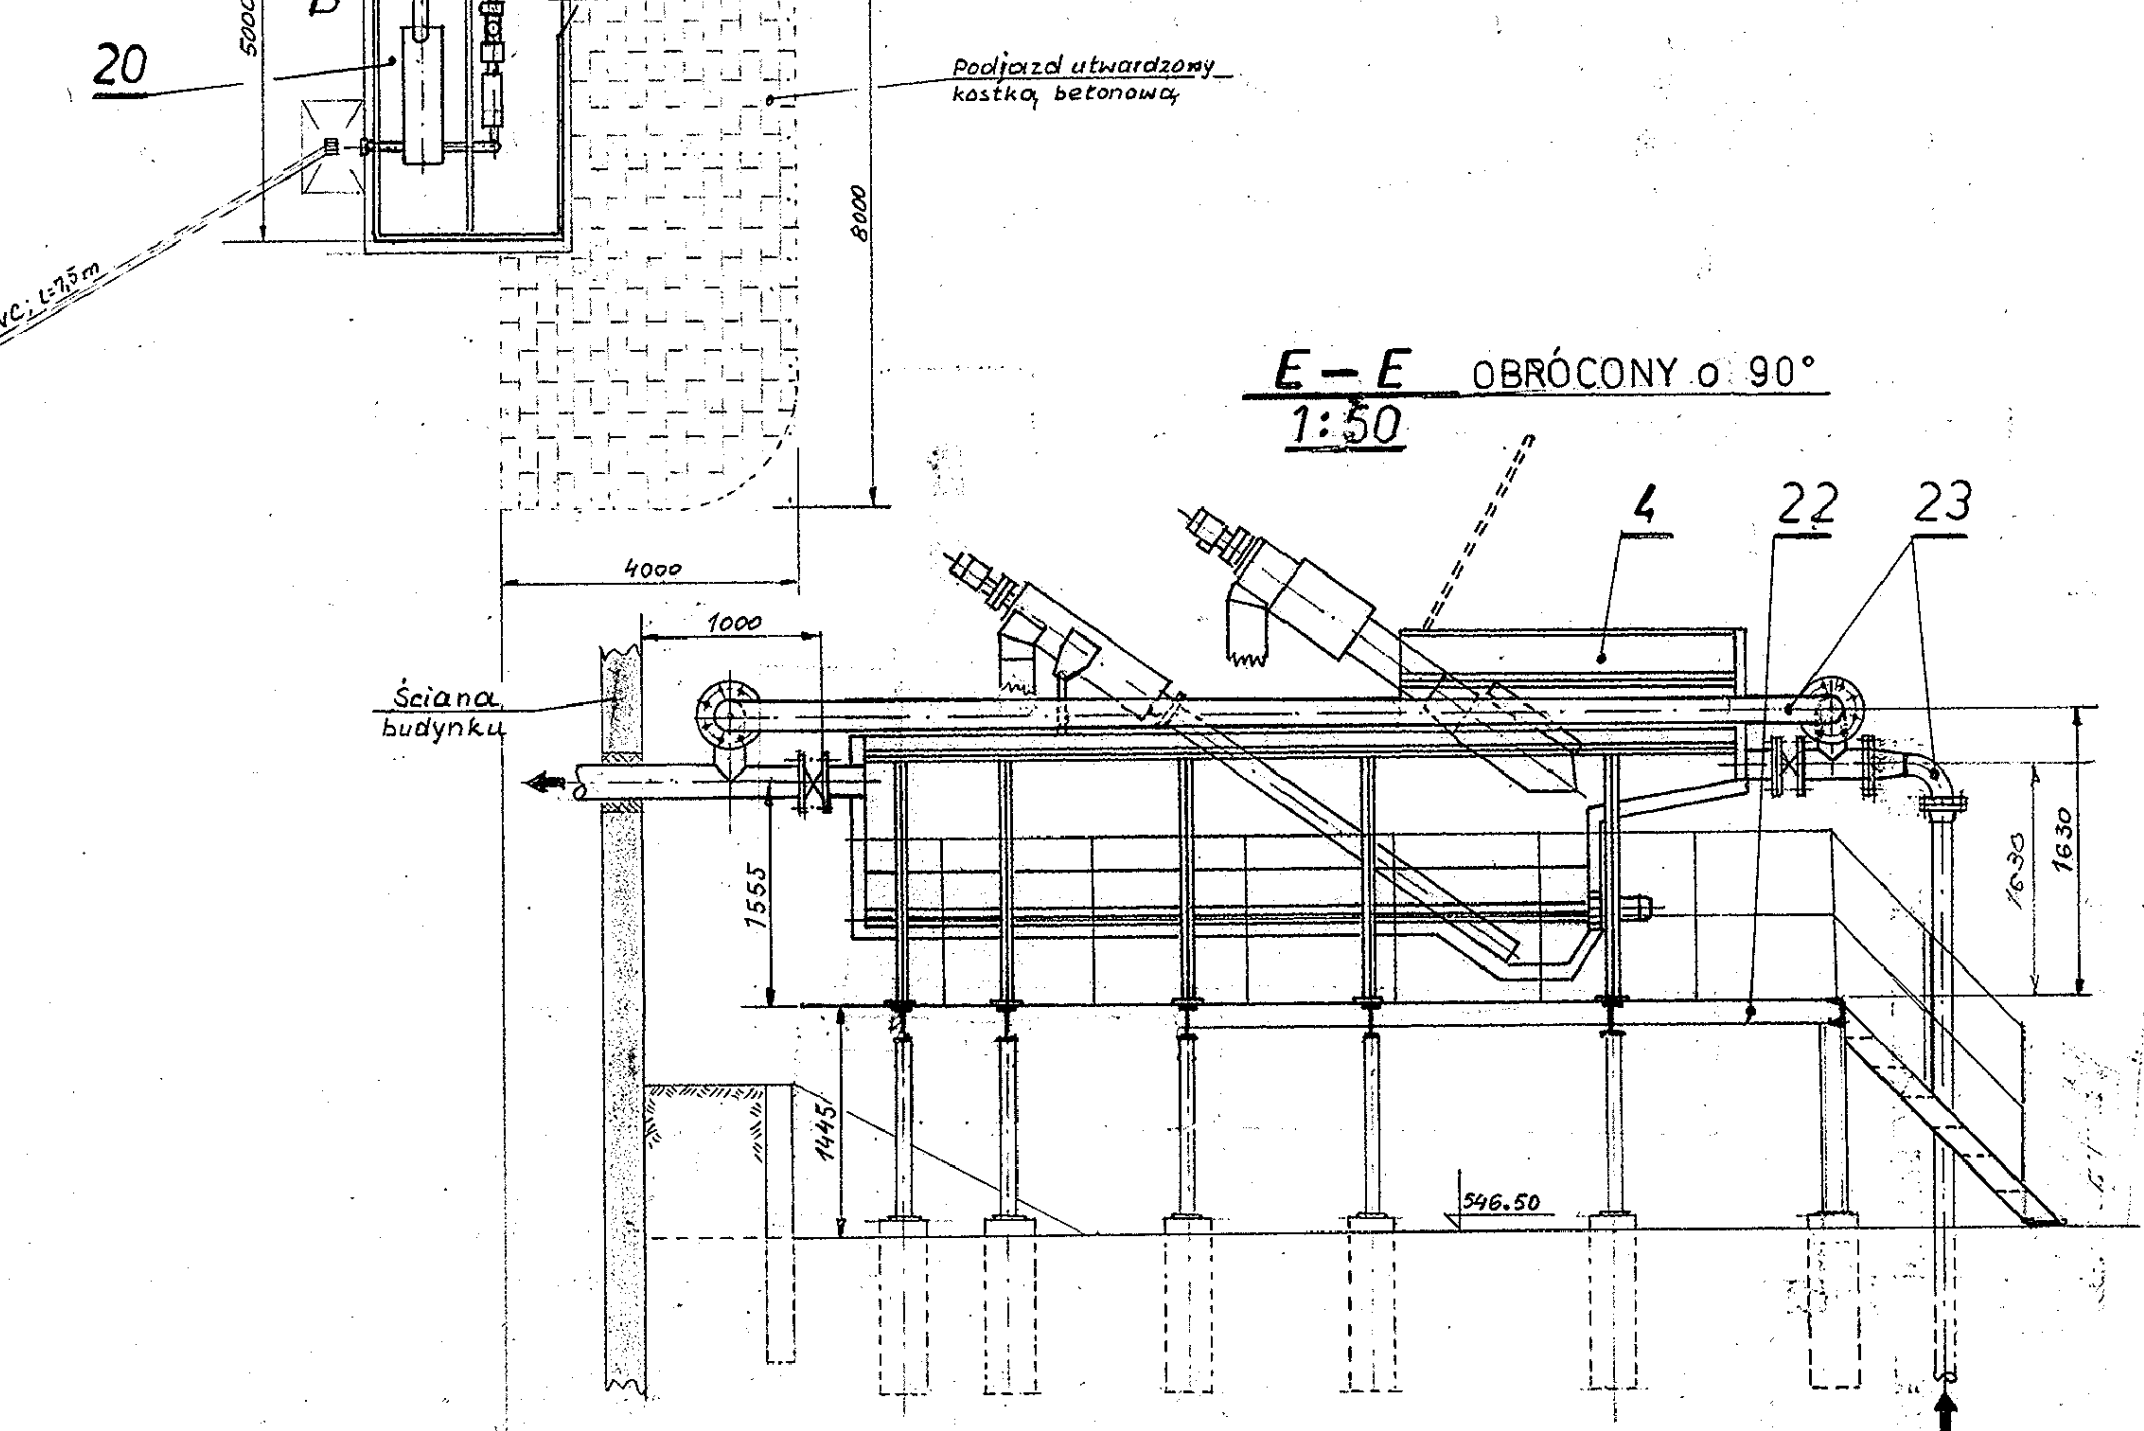 5000
20
Podjazd utwardzony
kostką betonową
8000
L=7,5m
E – E OBRÓCONY o 90°
1:50
4
22
23
4000
1000
Ściana
budynku
1555
1630
1630
1445
546.50